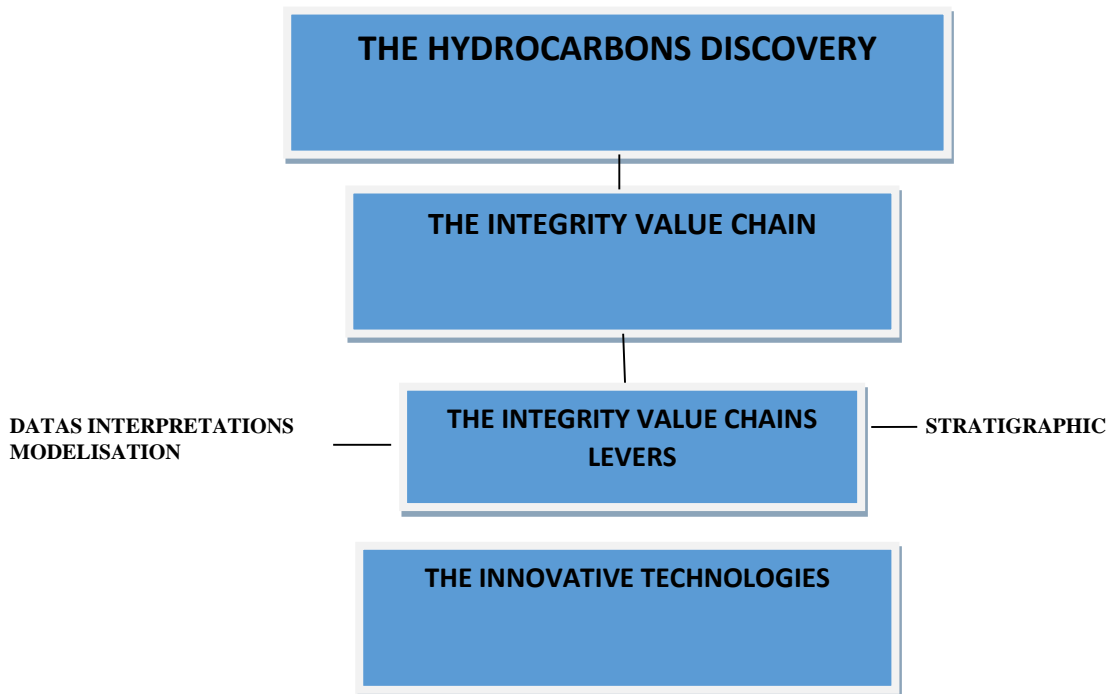 THE HYDROCARBONS DISCOVERY
THE INTEGRITY VALUE CHAIN
DATAS INTERPRETATIONS
MODELISATION
THE INTEGRITY VALUE CHAINS
LEVERS
STRATIGRAPHIC
THE INNOVATIVE TECHNOLOGIES